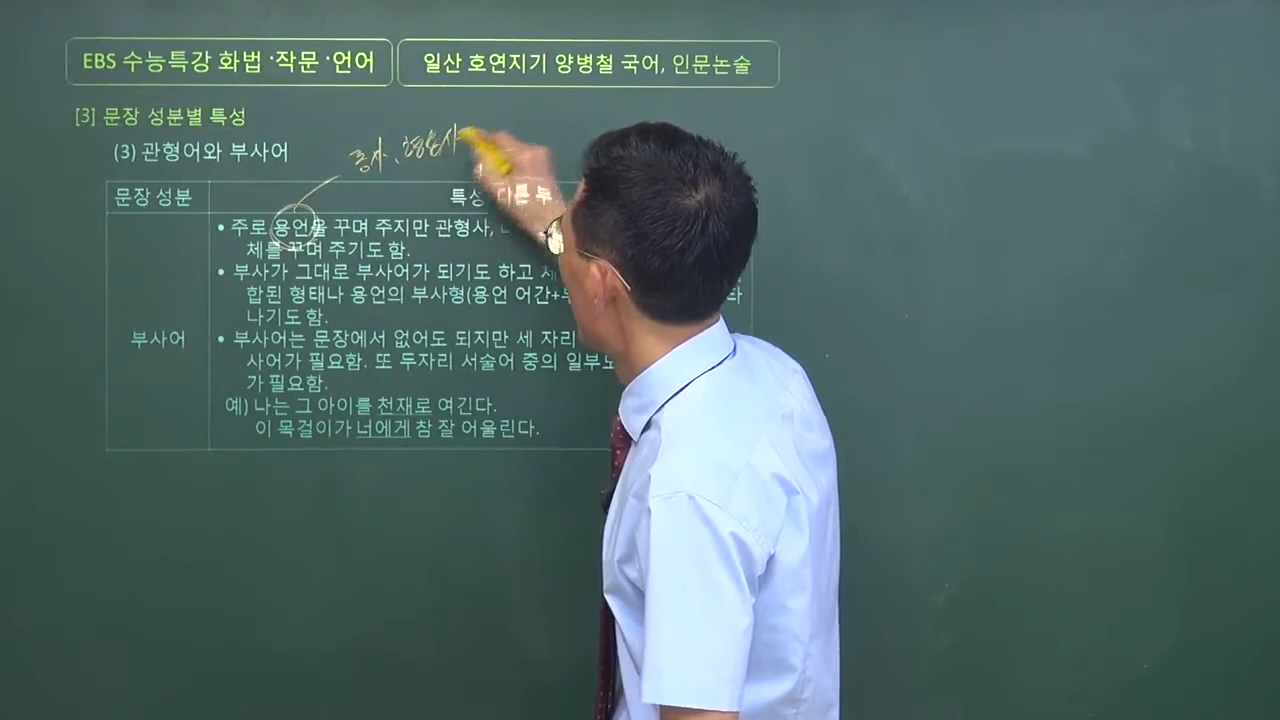 EBS 수능특강 화법 ·작문 ·언어
일산 호연지기 양병철 국어, 인문논술
[3] 문장 성분별 특성
(3) 관형어와 부사어
동사, 형용사
문장 성분
특성 다른 부
부사어
• 주로 용언을 꾸며 주지만 관형사,
체를 꾸며 주기도 함.
• 부사가 그대로 부사어가 되기도 하고 체
합된 형태나 용언의 부사형(용언 어간+ 타
나기도 함.
• 부사어는 문장에서 없어도 되지만 세 자리
사어가 필요함. 또 두자리 서술어 중의 일부도
가 필요함.
예) 나는 그 아이를 천재로 여긴다.
이 목걸이가 너에게 참 잘 어울린다.